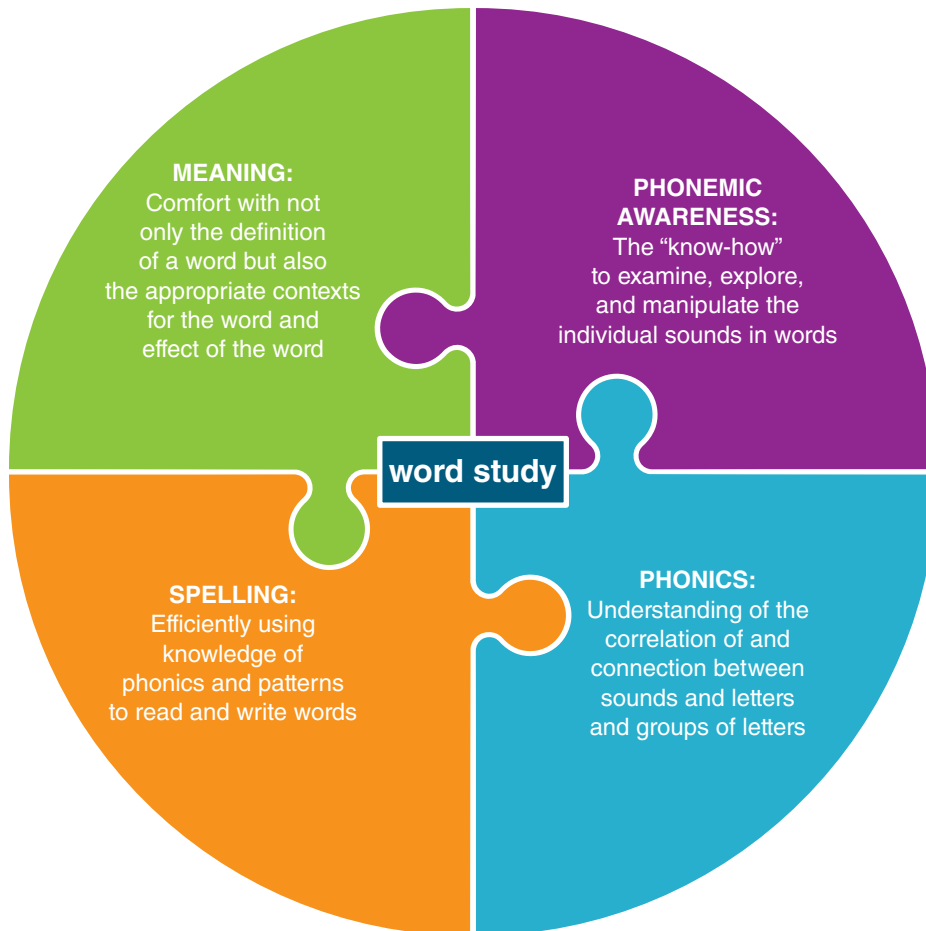 MEANING:
Comfort with not
only the definition
of a word but also
the appropriate contexts
for the word and
effect of the word
PHONEMIC
AWARENESS:
The “know-how”
to examine, explore,
and manipulate the
individual sounds in words
word study
SPELLING:
Efficiently using
knowledge of
phonics and patterns
to read and write words
PHONICS:
Understanding of the
correlation of and
connection between
sounds and letters
and groups of letters